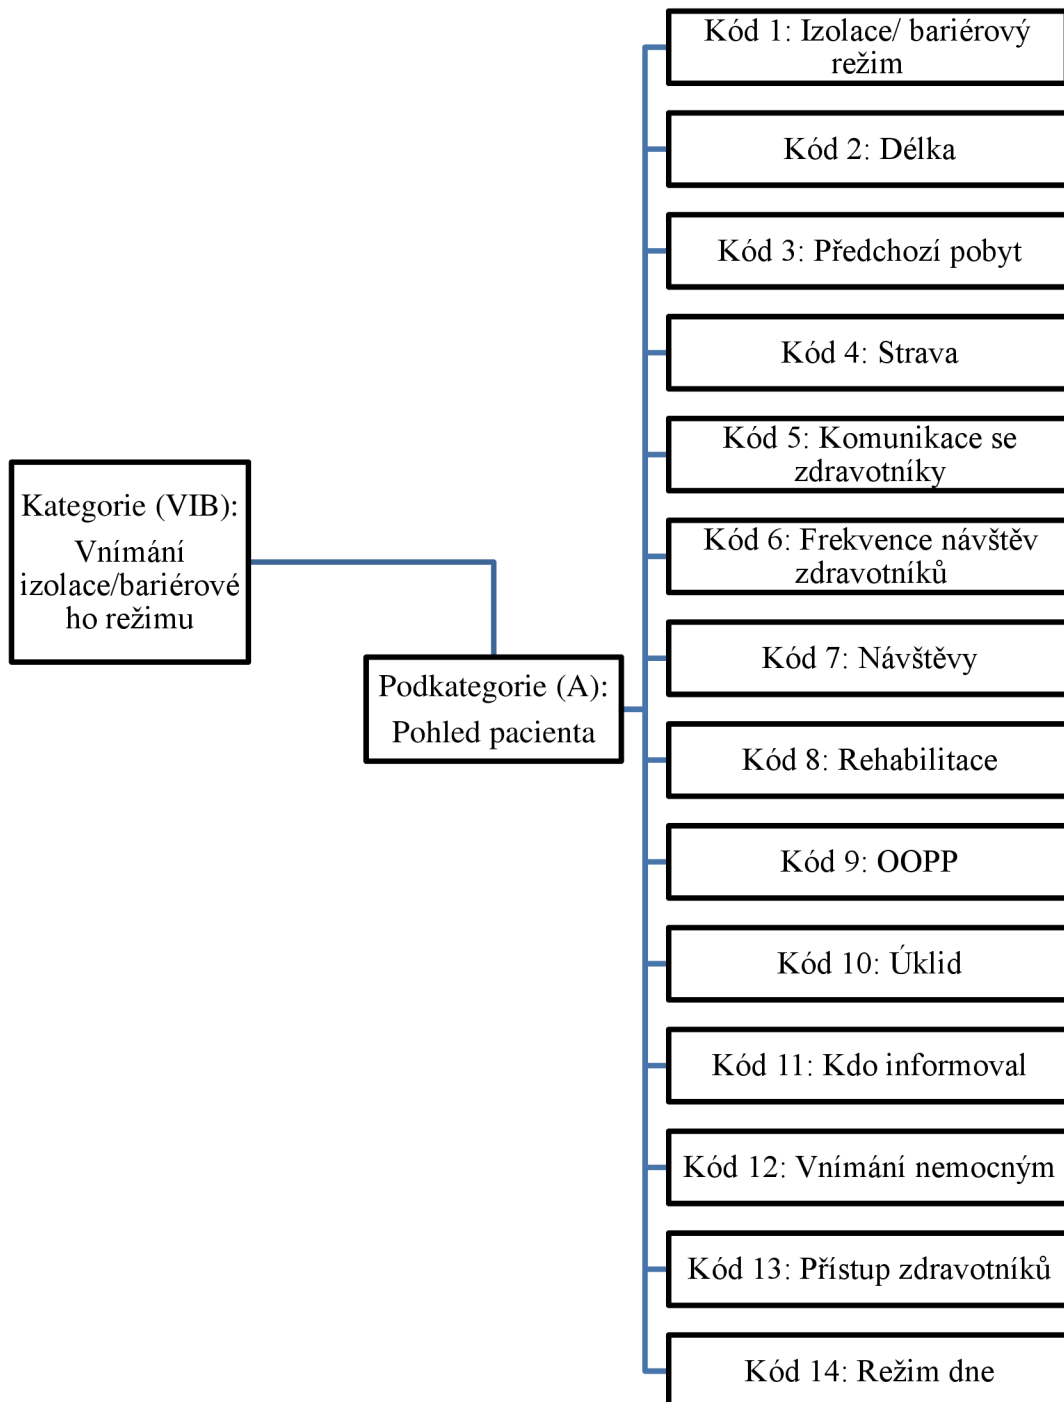 Kategorie (VIB):
Vnímání
izolace/bariérové
ho režimu
Podkategorie (A):
Pohled pacienta
Kód 1: Izolace/ bariérový
režim
Kód 2: Délka
Kód 3: Předchozí pobyt
Kód 4: Strava
Kód 5: Komunikace se
zdravotníky
Kód 6: Frekvence návštěv
zdravotníků
Kód 7: Návštěvy
Kód 8: Rehabilitace
Kód 9: OOPP
Kód 10: Úklid
Kód 11: Kdo informoval
Kód 12: Vnímání nemocným
Kód 13: Přístup zdravotníků
Kód 14: Režim dne